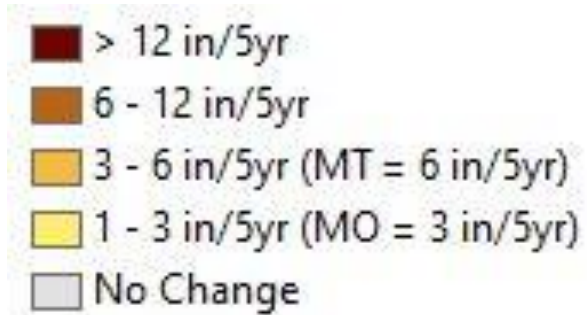 > 12 in/5yr
6 - 12 in/5yr
3 - 6 in/5yr (MT = 6 in/5yr)
1 - 3 in/5yr (MO = 3 in/5yr)
No Change